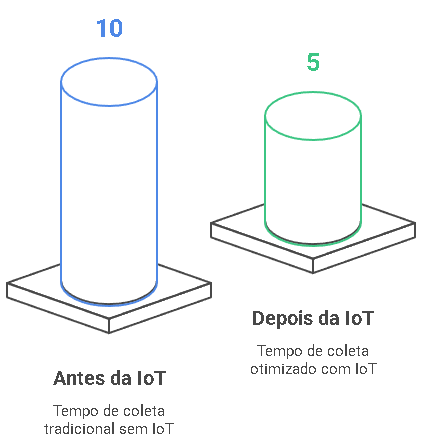 10
Antes da IoT
Tempo de coleta
tradicional sem IoT
5
Depois da IoT
Tempo de coleta
otimizado com IoT